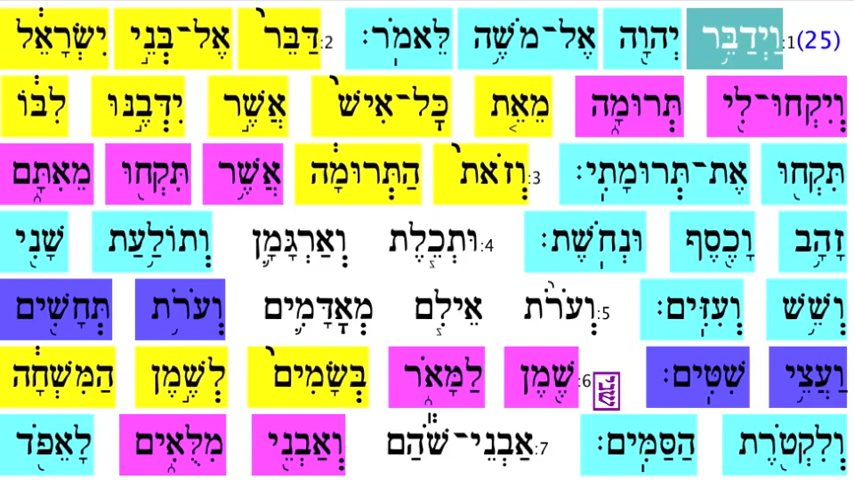 (25) 1: וַיְדַבֵּ֥ר יְהוָ֖ה אֶל־מֹשֶׁ֥ה לֵּאמֹֽר׃ 2: דַּבֵּר֙ אֶל־בְּנֵ֣י יִשְׂרָאֵ֔ל
וְיִקְחוּ־לִ֖י תְּרוּמָ֑ה מֵאֵ֤ת כָּל־אִישׁ֙ אֲשֶׁ֣ר יִדְּבֶ֣נּוּ לִבּ֔וֹ
תִּקְח֖וּ אֶת־תְּרוּמָתִֽי׃ 3: וְזֹאת֙ הַתְּרוּמָ֔ה אֲשֶׁ֥ר תִּקְח֖וּ מֵאִתָּ֑ם
זָהָ֥ב וָכֶ֖סֶף וּנְחֹֽשֶׁת׃ 4: וּתְכֵ֧לֶת וְאַרְגָּמָ֛ן וְתוֹלַ֥עַת שָׁנִ֖י
וְשֵׁ֥שׁ וְעִזִּֽים׃ 5: וְעֹרֹ֨ת אֵילִ֧ם מְאָדָּמִ֛ים וְעֹרֹ֥ת תְּחָשִׁ֖ים
וַעֲצֵ֥י שִׁטִּֽים׃ שני 6: שֶׁ֖מֶן לַמָּאֹ֑ר בְּשָׂמִים֙ לְשֶׁ֣מֶן הַמִּשְׁחָ֔ה
וְלִקְטֹ֖רֶת הַסַּמִּֽים׃ 7: אַבְנֵי־שֹׁ֕הַם וְאַבְנֵ֖י מִלֻּאִ֑ים לָאֵפֹ֖ד